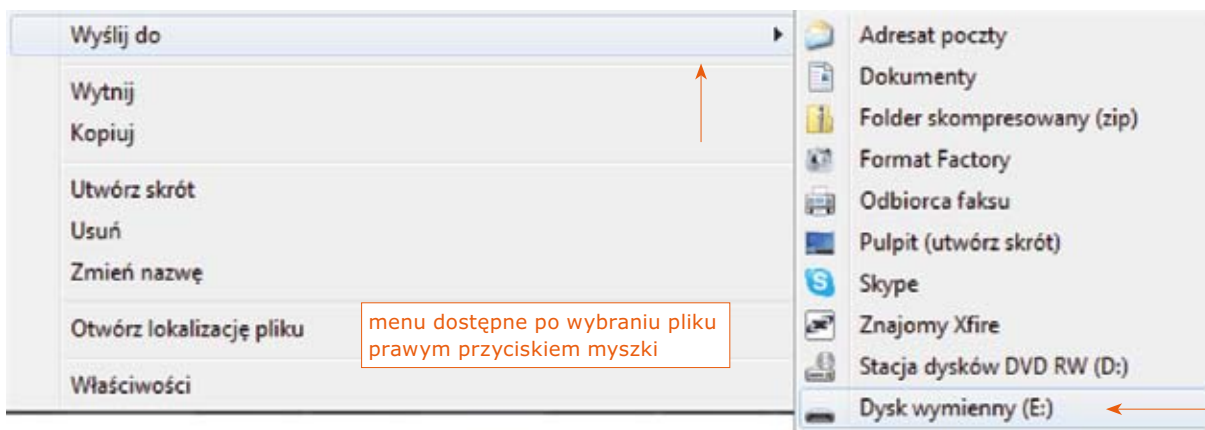 Wyślij do
Wytnij
Kopiuj
Utwórz skrót
Usuń
Zmień nazwę
Otwórz lokalizację pliku
Właściwości
menu dostępne po wybraniu pliku
prawym przyciskiem myszki
Adresat poczty
Dokumenty
Folder skompresowany (zip)
Format Factory
Odbiorca faksu
Pulpit (utwórz skrót)
Skype
Znajomy Xfire
Stacja dysków DVD RW (D:)
Dysk wymienny (E:)